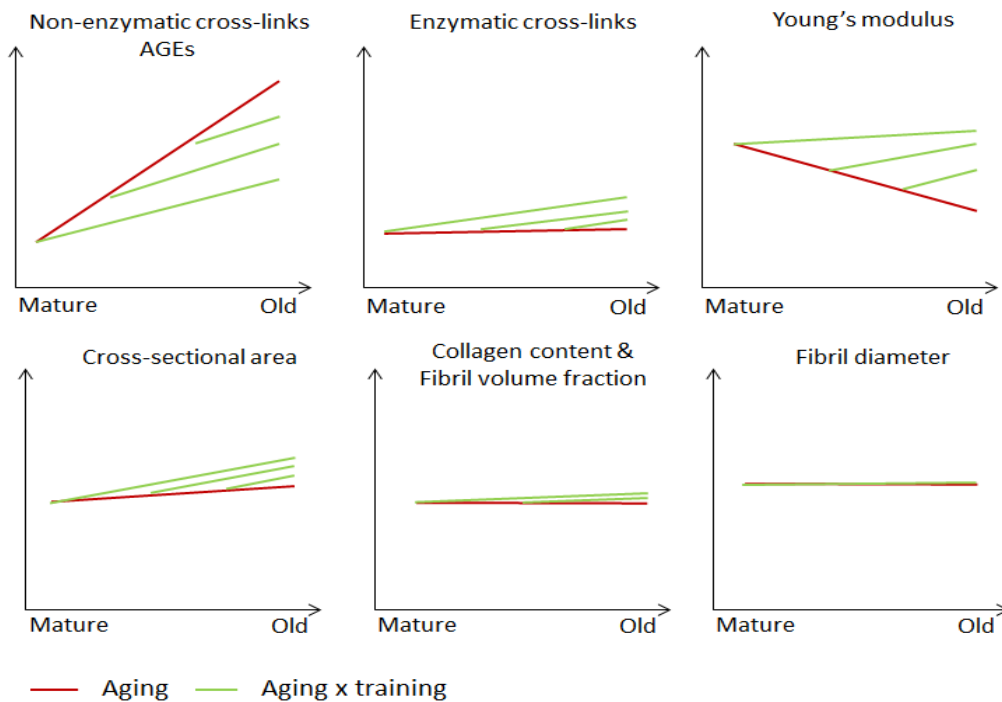 Non-enzymatic cross-links
AGEs
Enzymatic cross-links
Young's modulus
Mature
Old
Mature
Old
Mature
Old
Cross-sectional area
Collagen content &
Fibril volume fraction
Fibril diameter
Mature
Old
Mature
Old
Mature
Old
Aging
Aging x training